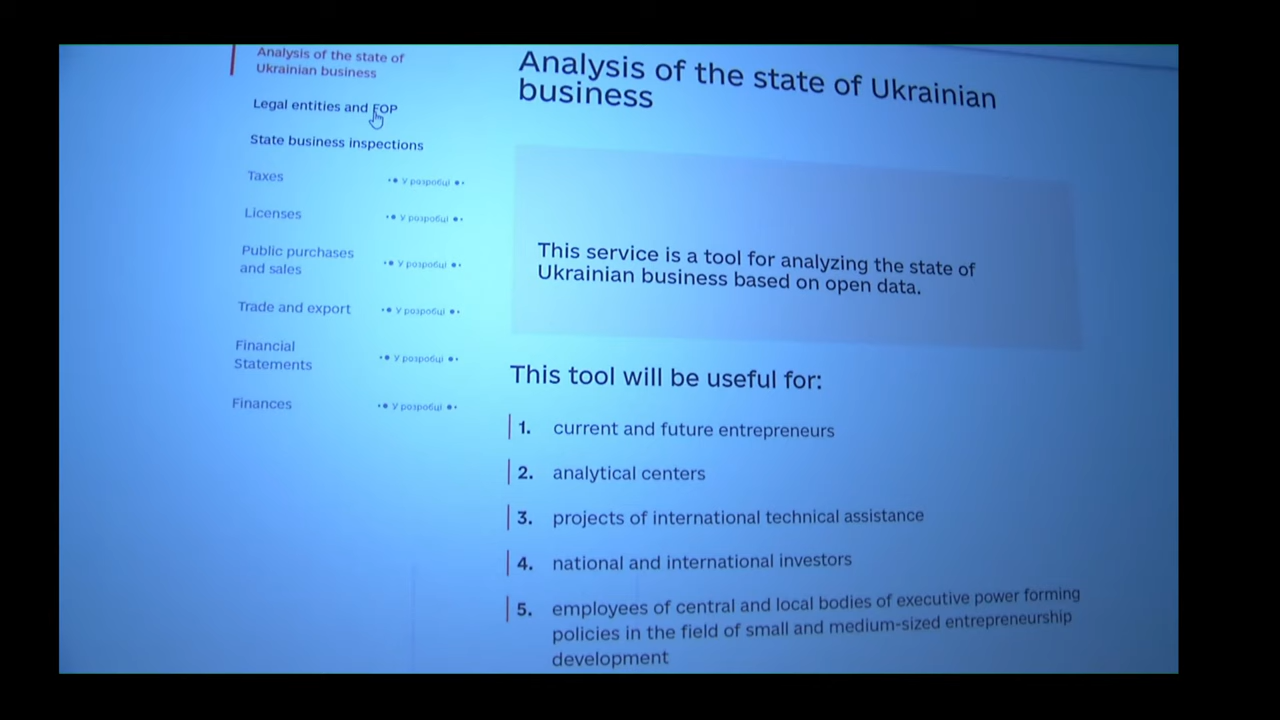 Analysis of the state of
Ukrainian business
Legal entities and FOP
State business inspections
Taxes
У розробці
Licenses
У розробці
Public purchases
and sales
У розробці
Trade and export
У розробці
Financial
Statements
У розробці
Finances
У розробці
Analysis of the state of Ukrainian
business
This service is a tool for analyzing the state of
Ukrainian business based on open data.
This tool will be useful for:
1. current and future entrepreneurs
2. analytical centers
3. projects of international technical assistance
4. national and international investors
5. employees of central and local bodies of executive power forming
policies in the field of small and medium-sized entrepreneurship
development